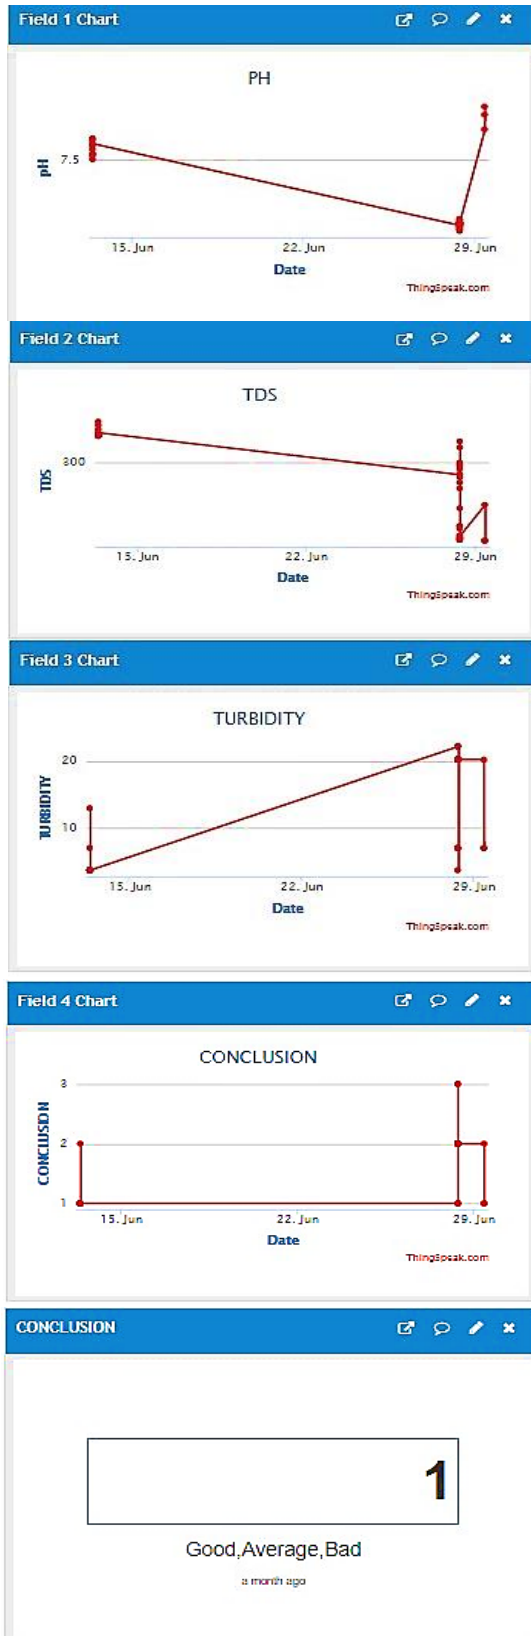 Field 1 Chart
PH
pH
7.5
15. Jun 22. Jun 29. Jun
Date
ThingSpeak.com
Field 2 Chart
TDS
TDS
300
15. Jun 22. Jun 29. Jun
Date
ThingSpeak.com
Field 3 Chart
TURBIDITY
TURBIDITY
20
10
15. Jun 22. Jun 29. Jun
Date
ThingSpeak.com
Field 4 Chart
CONCLUSION
CONCLUSION
3
2
1
15. Jun 22. Jun 29. Jun
Date
ThingSpeak.com
CONCLUSION
1
Good,Average,Bad
a month ago